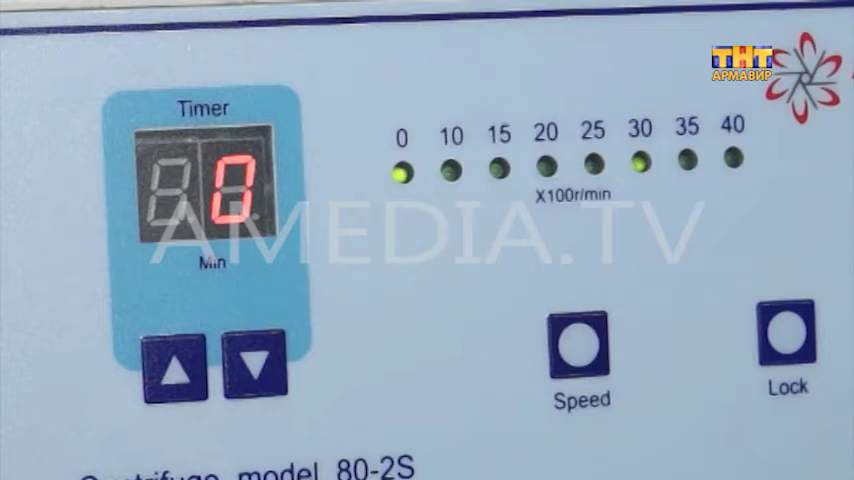 ТНТ
АРМАВИР
Timer
0
Min
0 10 15 20 25 30 35 40
X100r/min
AMEDIA.TV
Speed
Lock
Centrifuge model 80-2S